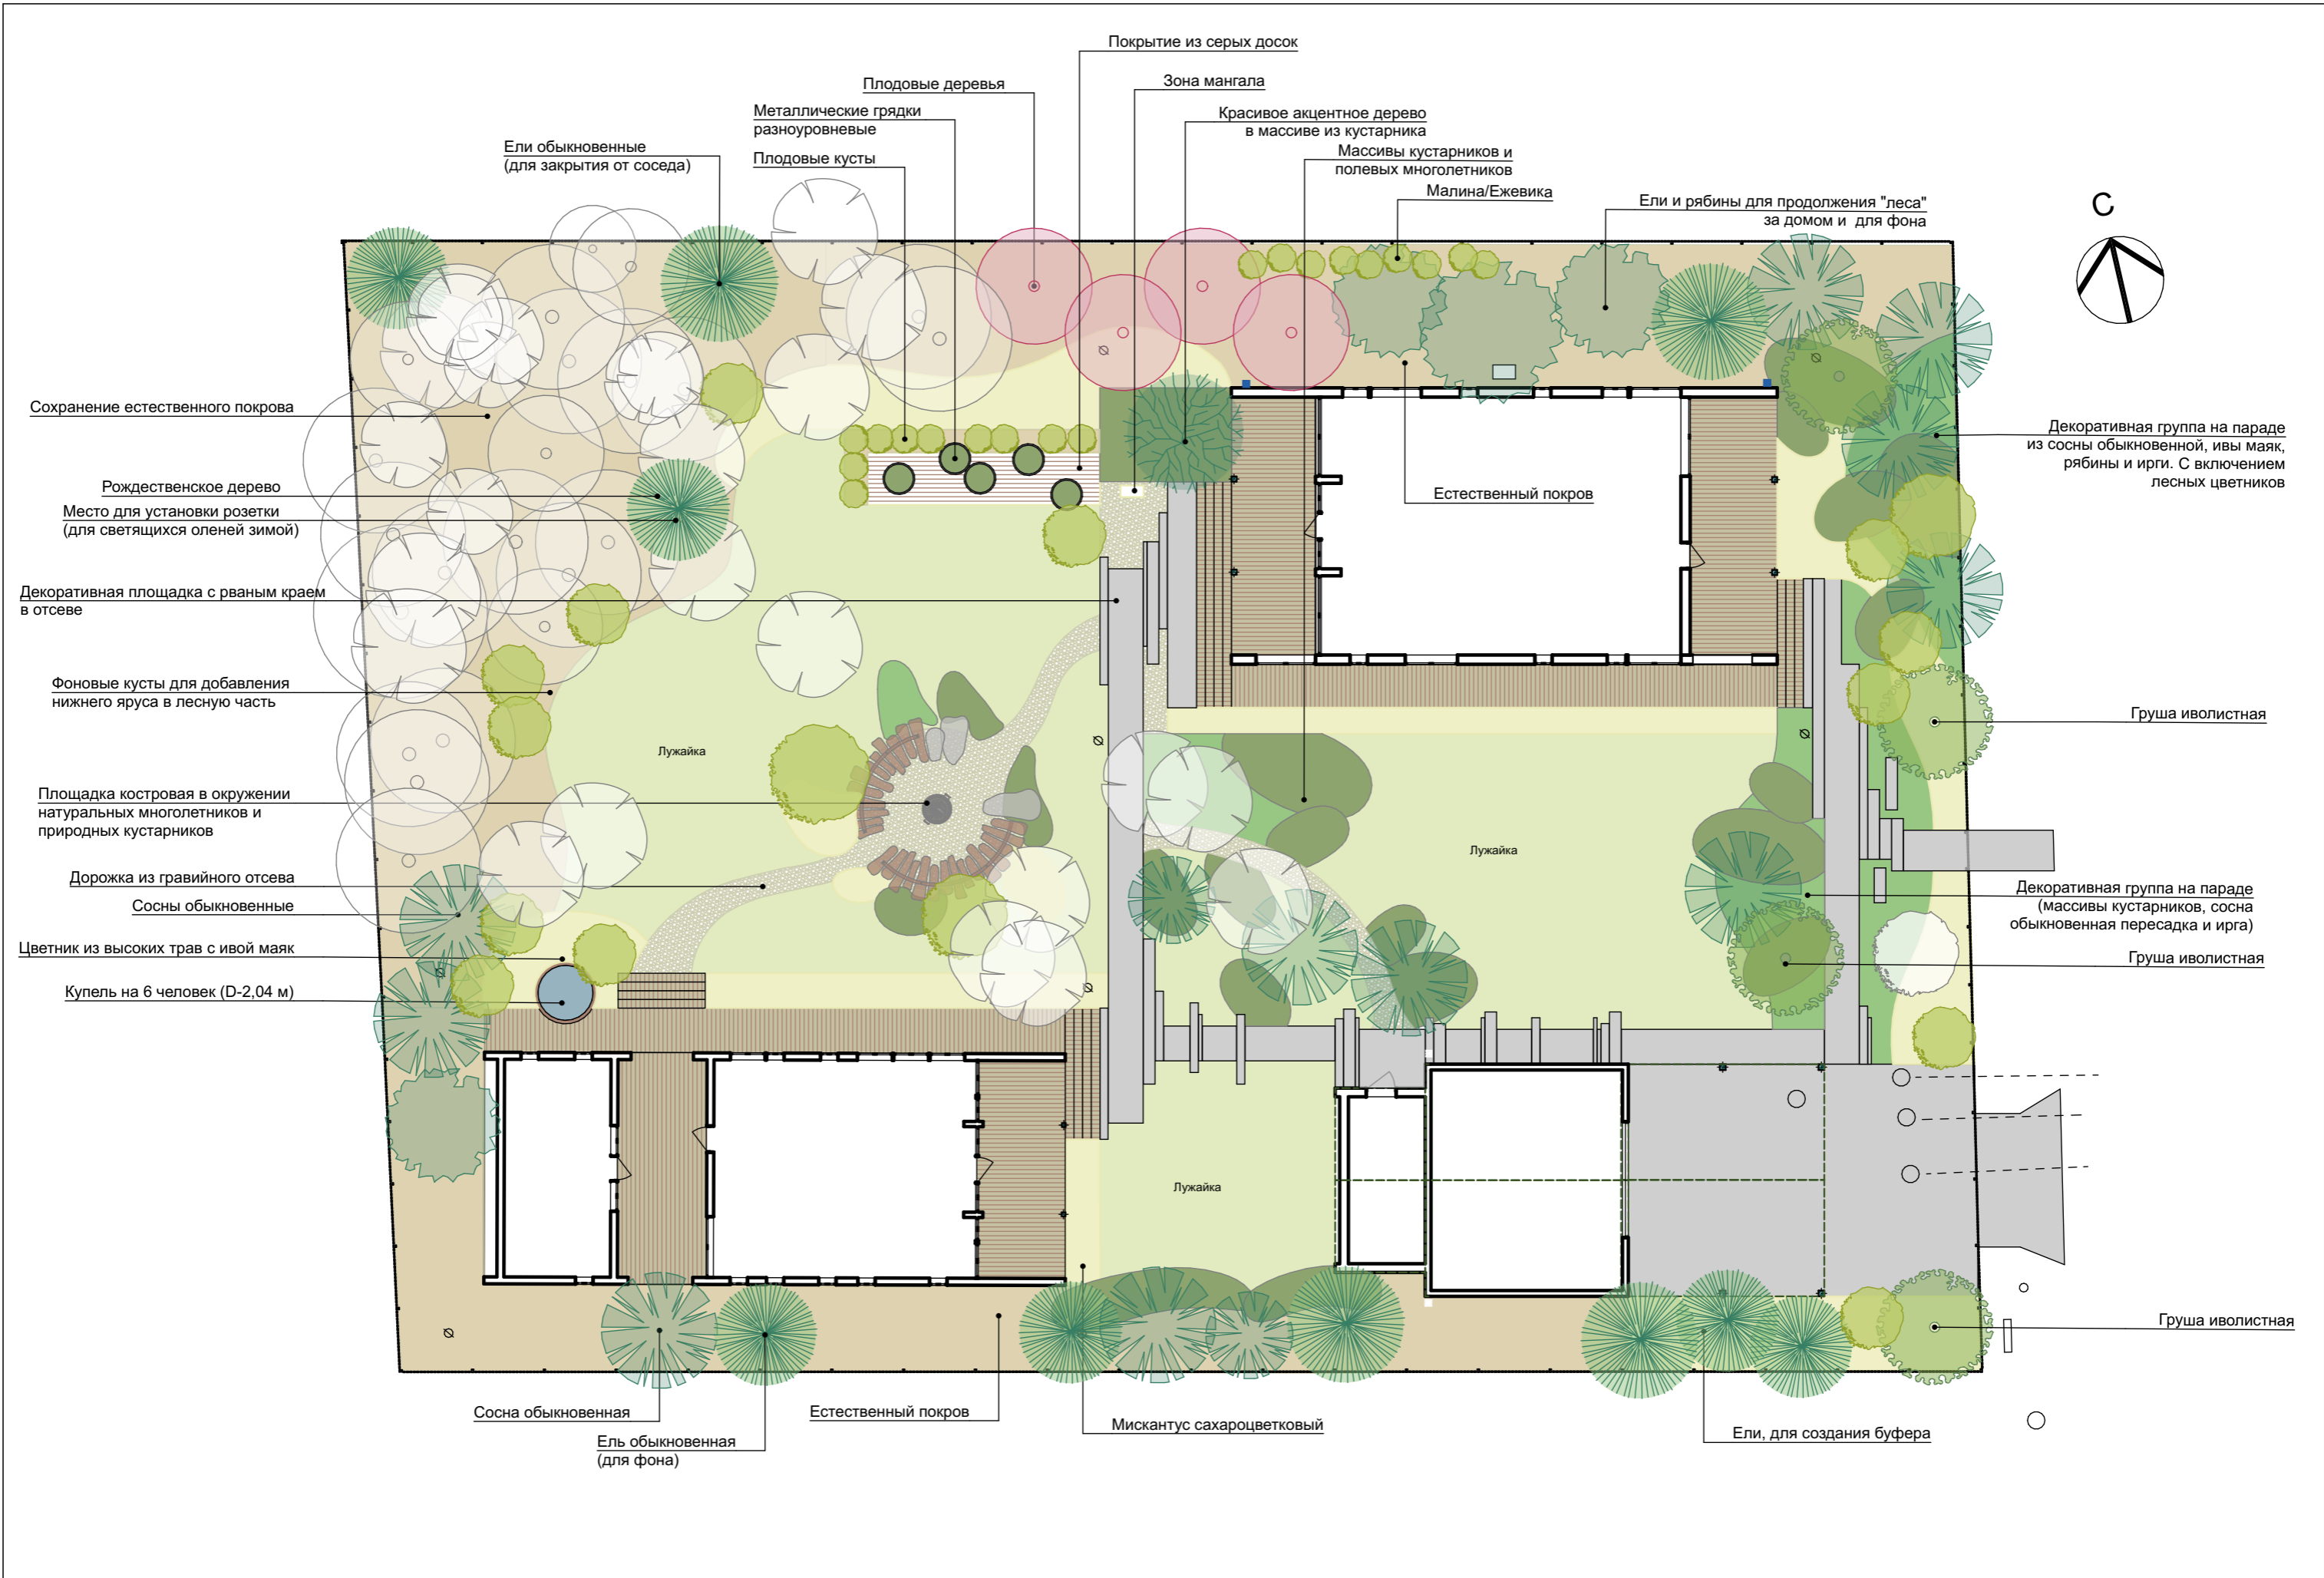 Покрытие из серых досок
Плодовые деревья
Зона мангала
Металлические грядки
разноуровневые
Красивое акцентное дерево
в массиве из кустарника
Ели обыкновенные
(для закрытия от соседа)
Плодовые кусты
Массивы кустарников и
полевых многолетников
Малина/Ежевика
Ели и рябины для продолжения "леса"
за домом и для фона
С
Сохранение естественного покрова
Декоративная группа на параде
из сосны обыкновенной, ивы маяк,
рябины и ирги. С включением
лесных цветников
Рождественское дерево
Место для установки розетки
(для светящихся оленей зимой)
Естественный покров
Декоративная площадка с рваным краем
в отсеве
Фоновые кусты для добавления
нижнего яруса в лесную часть
Груша иволистная
Лужайка
Площадка костровая в окружении
натуральных многолетников и
природных кустарников
Лужайка
Дорожка из гравийного отсева
Сосны обыкновенные
Декоративная группа на параде
(массивы кустарников, сосна
обыкновенная пересадка и ирга)
Цветник из высоких трав с ивой маяк
Груша иволистная
Купель на 6 человек (D-2,04 м)
Лужайка
Груша иволистная
Сосна обыкновенная
Естественный покров
Мискантус сахароцветковый
Ель обыкновенная
(для фона)
Ели, для создания буфера